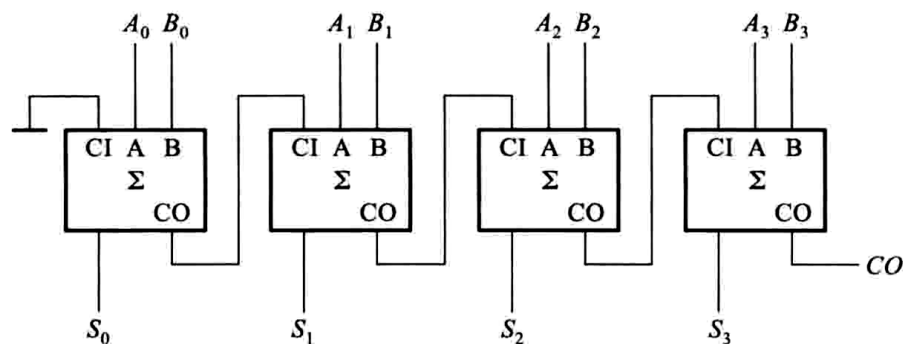 A₀ B₀ A₁ B₁ A₂ B₂ A₃ B₃
CI A B CI A B CI A B CI A B
Σ Σ Σ Σ
CO CO CO CO
CO
S₀ S₁ S₂ S₃